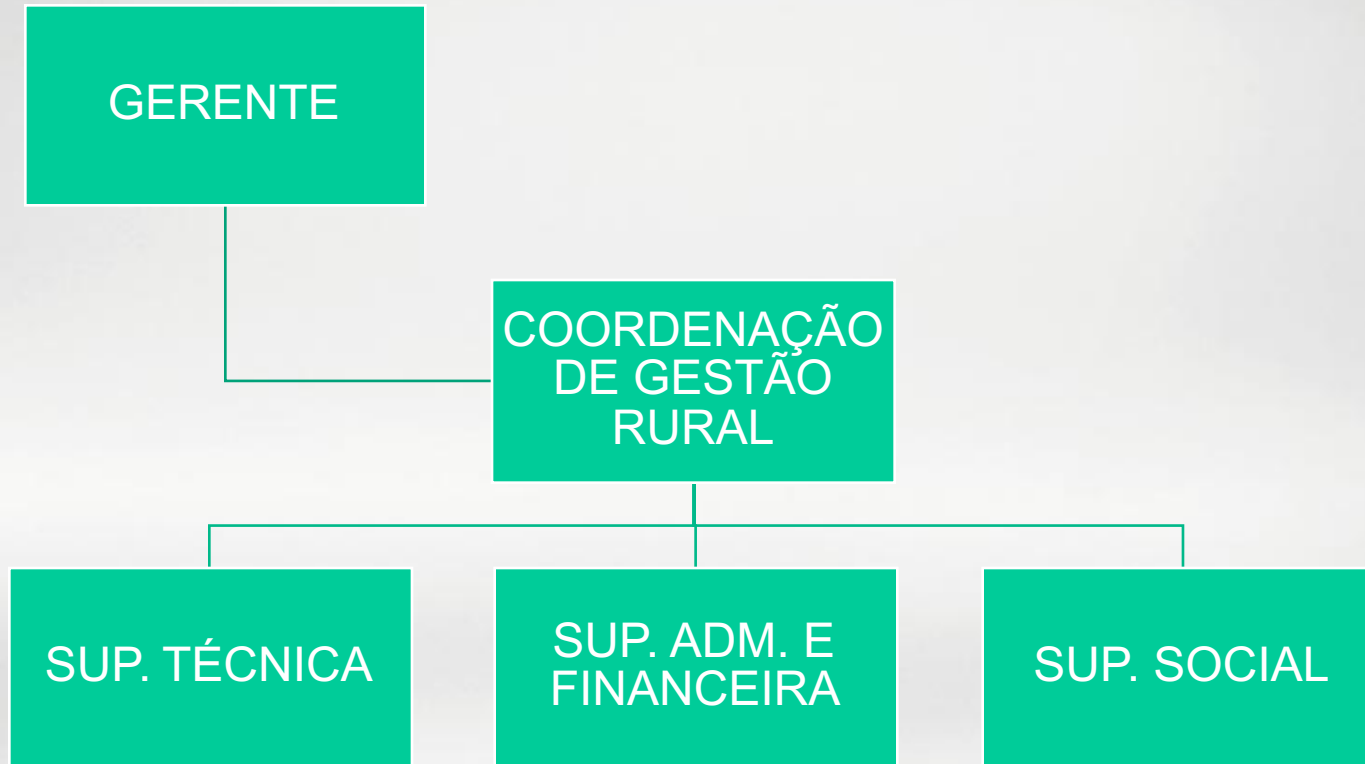 GERENTE
COORDENAÇÃO
DE GESTÃO
RURAL
SUP. TÉCNICA
SUP. ADM. E
FINANCEIRA
SUP. SOCIAL